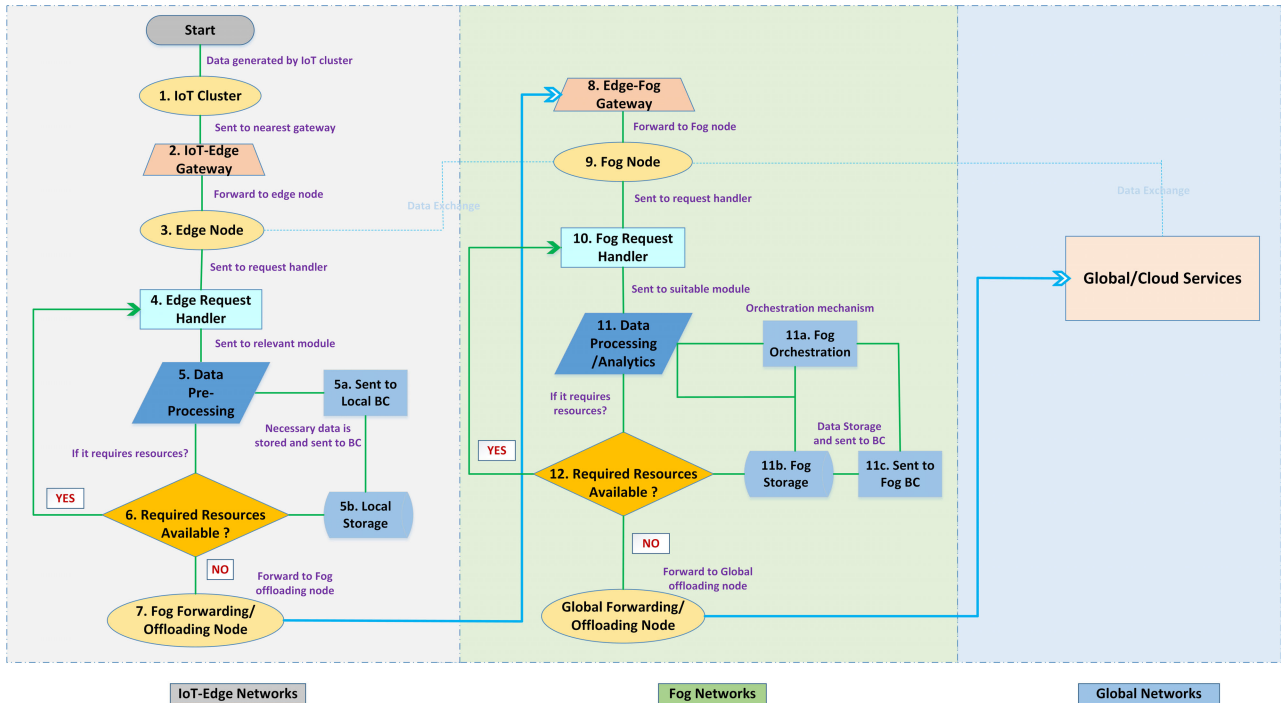 Start
Data generated by IoT cluster
1. IoT Cluster
Sent to nearest gateway
2. IoT-Edge
Gateway
Forward to edge node
3. Edge Node
Data Exchange
Sent to request handler
4. Edge Request
Handler
Sent to relevant module
5. Data
Pre-
Processing
5a. Sent to
Local BC
Necessary data is
stored and sent to BC
If it requires resources?
YES
6. Required Resources
Available ?
5b. Local
Storage
NO
Forward to Fog
offloading node
7. Fog Forwarding/
Offloading Node
8. Edge-Fog
Gateway
Forward to Fog node
9. Fog Node
Sent to request handler
10. Fog Request
Handler
Sent to suitable module
Orchestration mechanism
11. Data
Processing
/Analytics
11a. Fog
Orchestration
If it requires
resources?
Data Storage
and sent to BC
YES
12. Required Resources
Available ?
11b. Fog
Storage
11c. Sent to
Fog BC
NO
Forward to Global
offloading node
Global Forwarding/
Offloading Node
Data Exchange
Global/Cloud Services
IoT-Edge Networks
Fog Networks
Global Networks